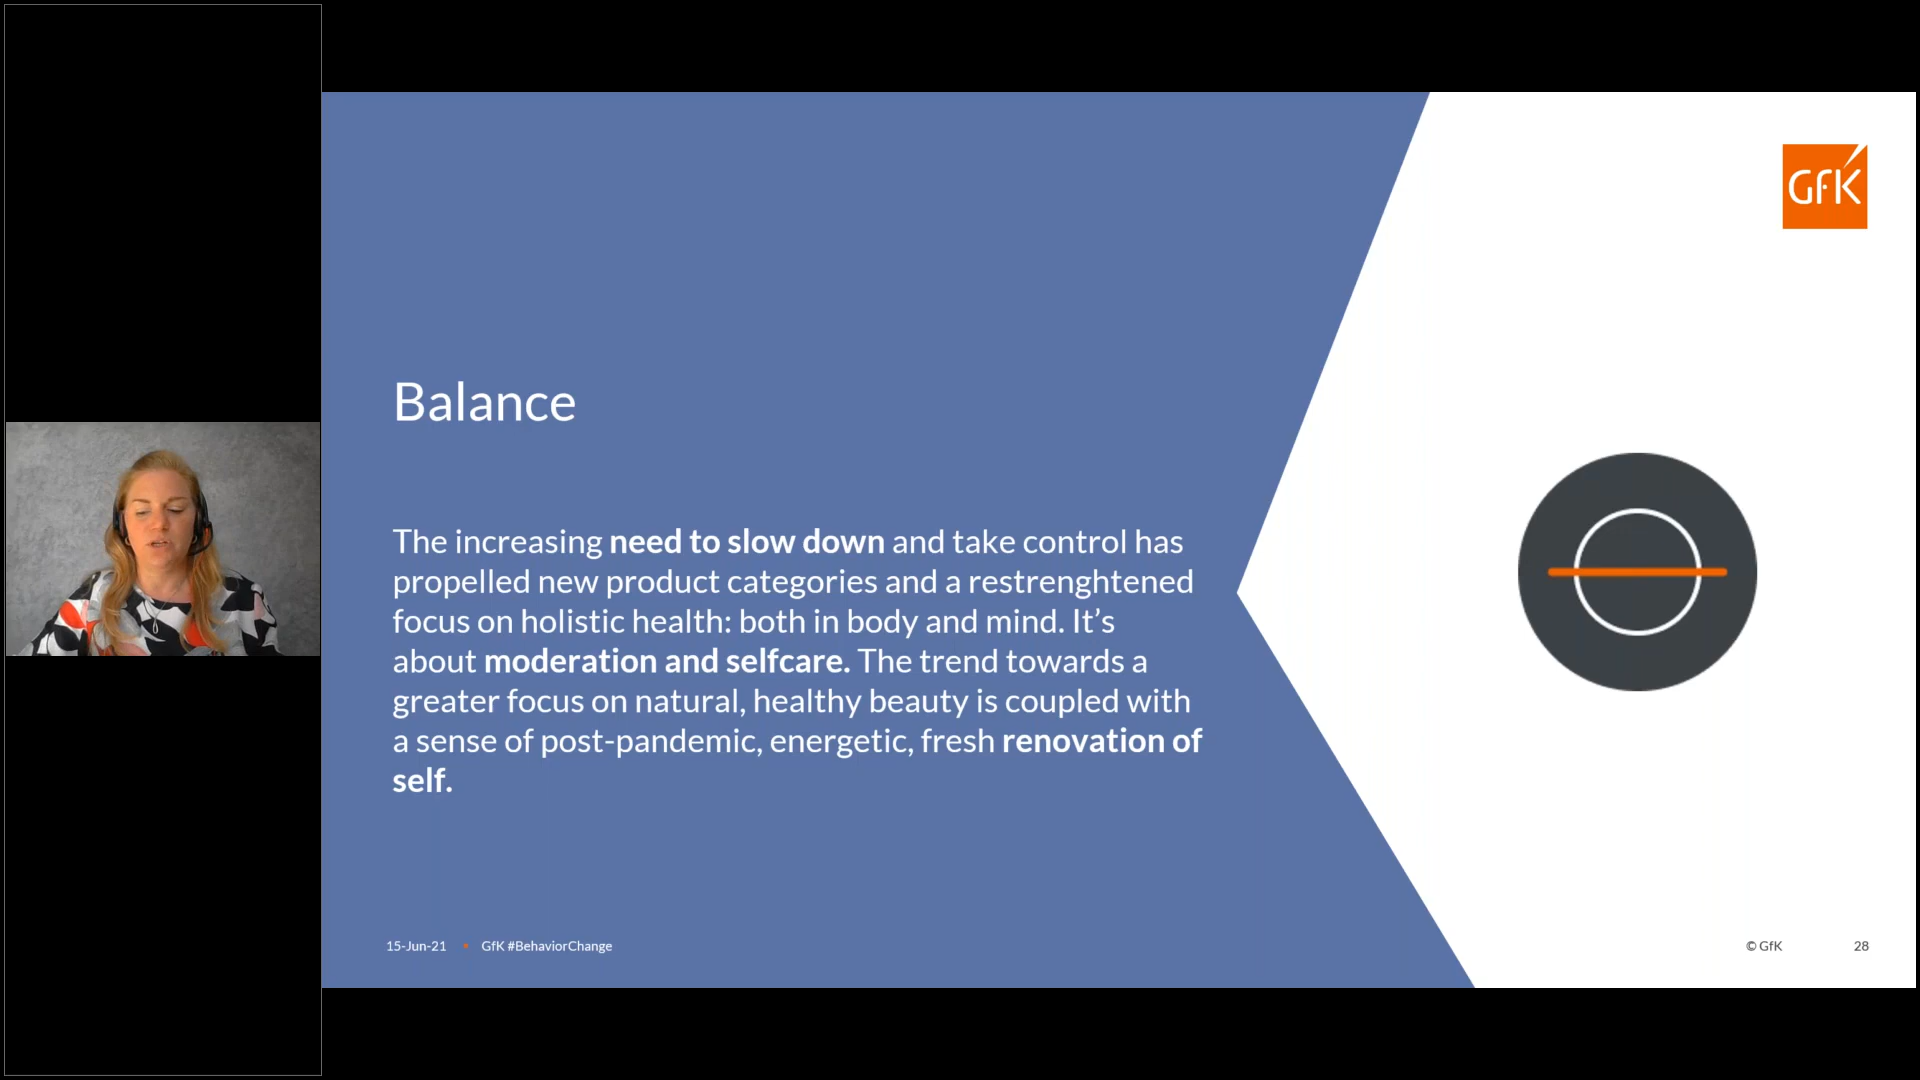 GfK
Balance
The increasing need to slow down and take control has
propelled new product categories and a restrenghtened
focus on holistic health: both in body and mind. It’s
about moderation and selfcare. The trend towards a
greater focus on natural, healthy beauty is coupled with
a sense of post-pandemic, energetic, fresh renovation of
self.
15-Jun-21 • GfK #BehaviorChange
© GfK 28